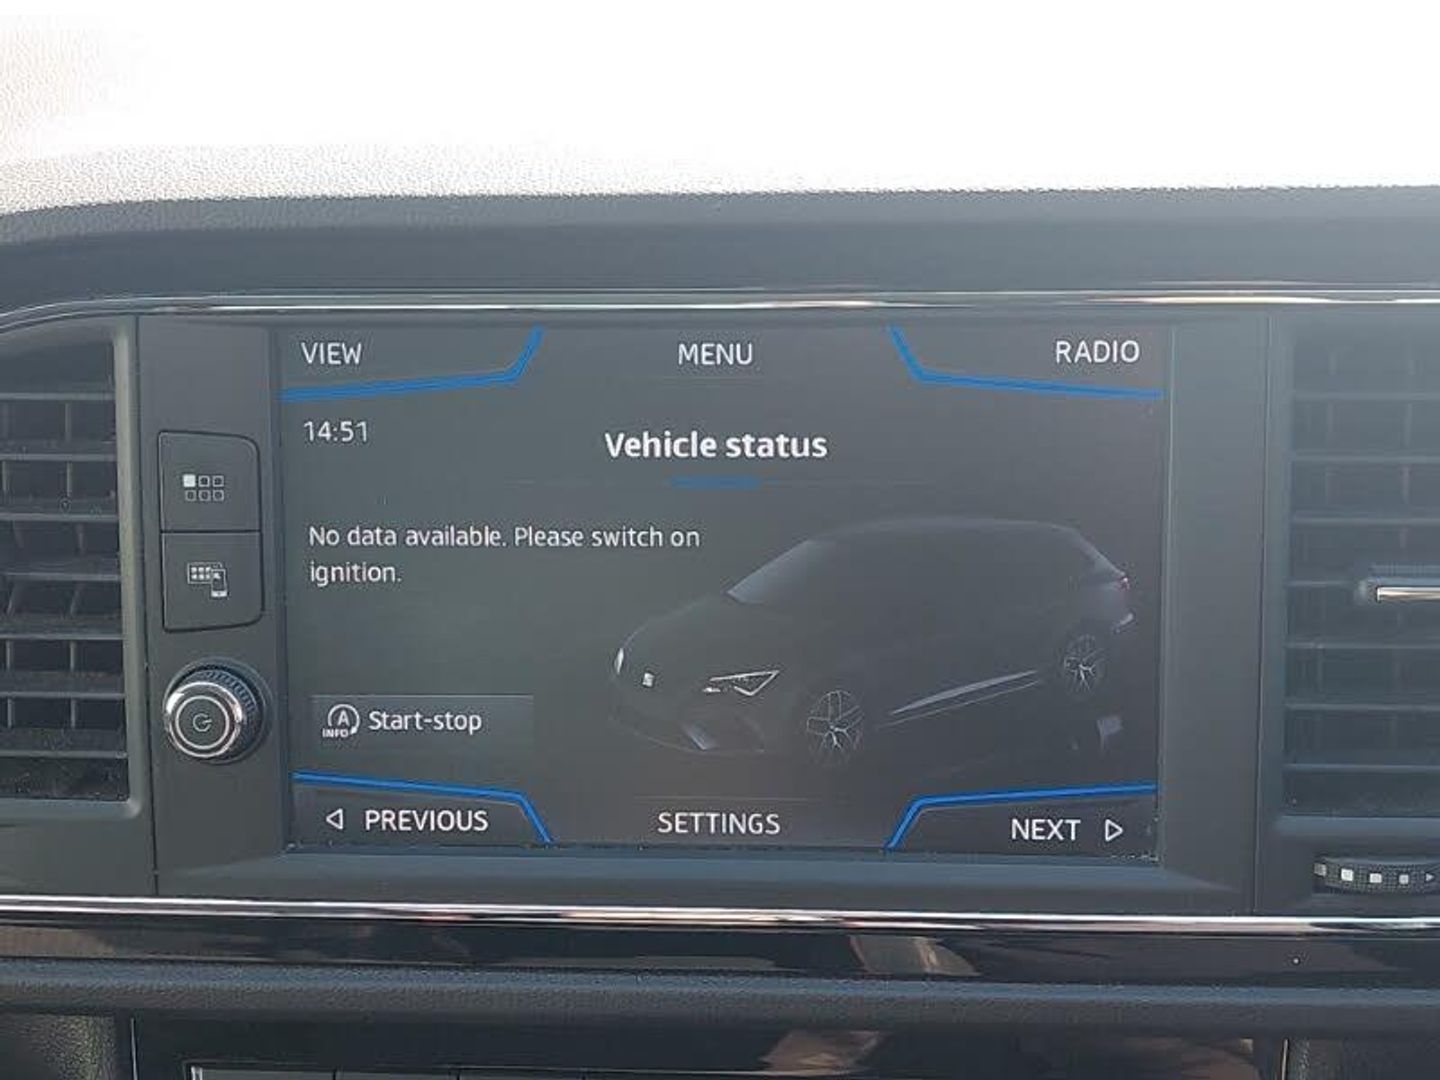 VIEW MENU RADIO
14:51
Vehicle status
No data available. Please switch on
ignition.
A
INFO
Start-stop
PREVIOUS SETTINGS NEXT